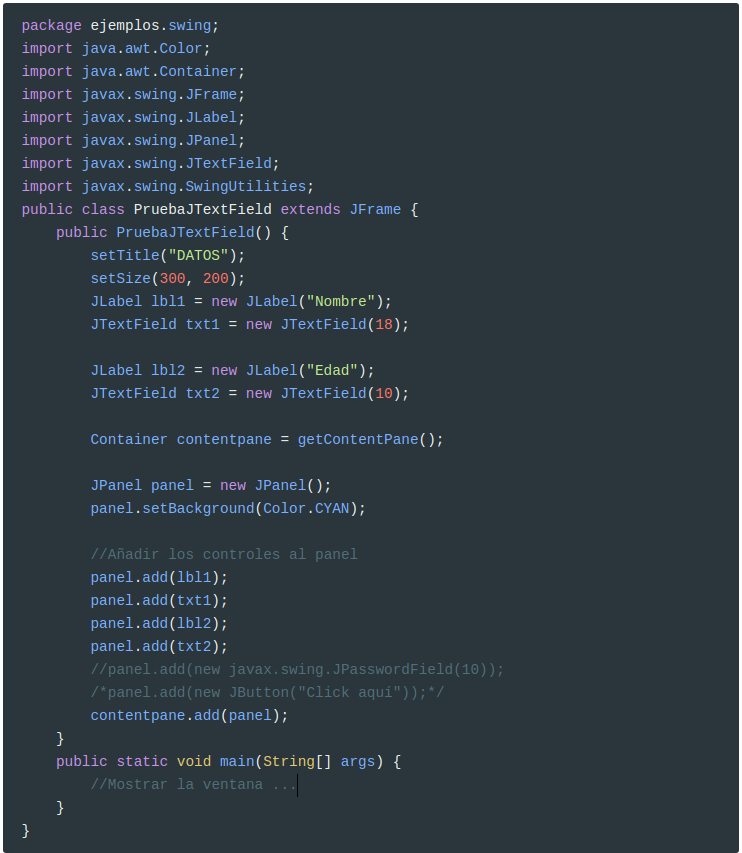 package ejemplos.swing;
import java.awt.Color;
import java.awt.Container;
import javax.swing.JFrame;
import javax.swing.JLabel;
import javax.swing.JPanel;
import javax.swing.JTextField;
import javax.swing.SwingUtilities;
public class PruebaJTextField extends JFrame {
    public PruebaJTextField() {
        setTitle("DATOS");
        setSize(300, 200);
        JLabel lbl1 = new JLabel("Nombre");
        JTextField txt1 = new JTextField(18);

        JLabel lbl2 = new JLabel("Edad");
        JTextField txt2 = new JTextField(10);

        Container contentpane = getContentPane();

        JPanel panel = new JPanel();
        panel.setBackground(Color.CYAN);

        //Añadir los controles al panel
        panel.add(lbl1);
        panel.add(txt1);
        panel.add(lbl2);
        panel.add(txt2);
        //panel.add(new javax.swing.JPasswordField(10));
        /*panel.add(new JButton("Click aquí"));*/
        contentpane.add(panel);
    }
    public static void main(String[] args) {
        //Mostrar la ventana ...
    }
}